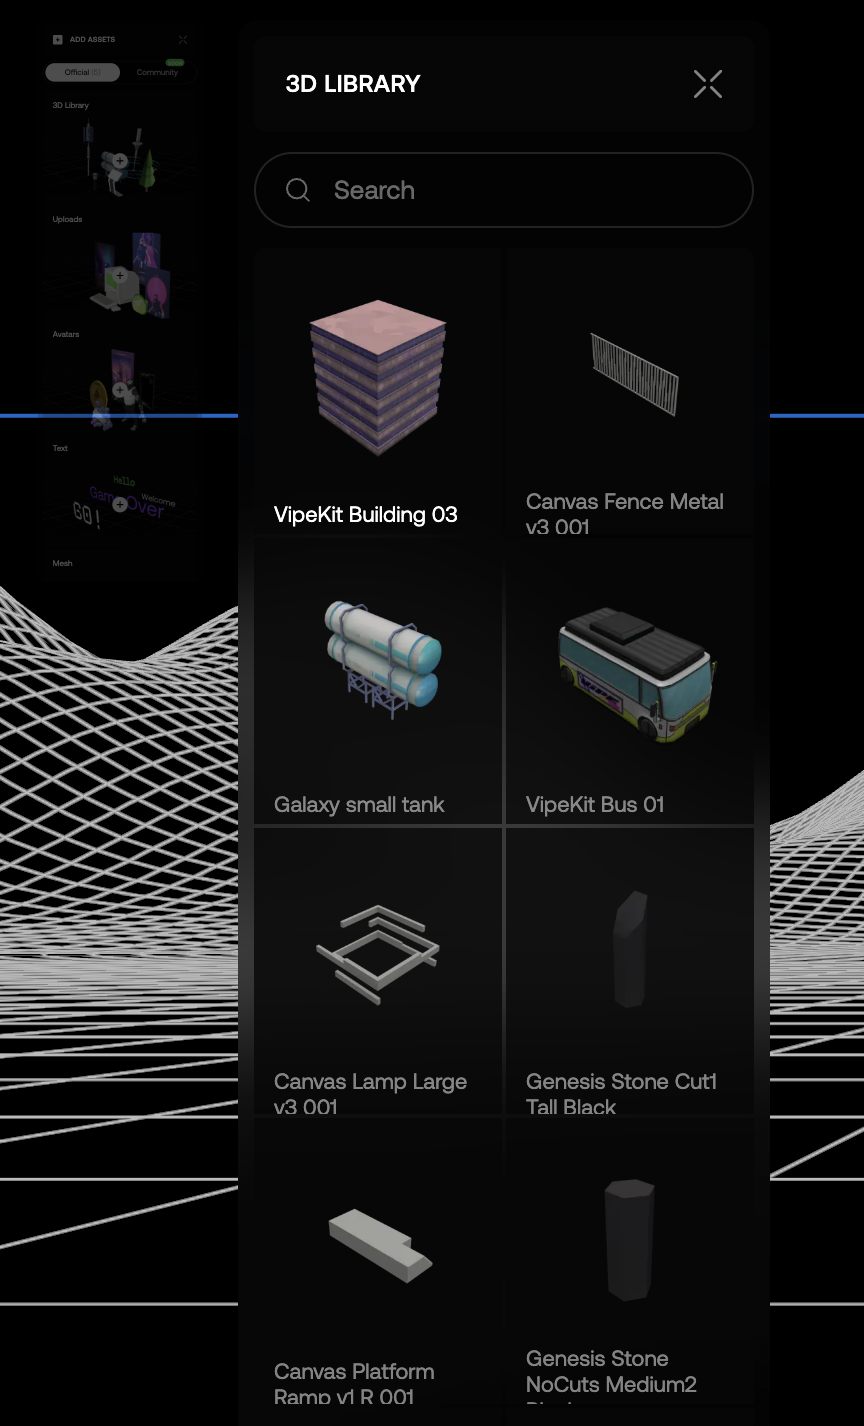 ADD ASSETS
Official (5)
Community
3D Library
Uploads
Avatars
Text
Hello
Game Over
Welcome
GO!
Mesh
3D LIBRARY
Search
VipeKit Building 03
Canvas Fence Metal
v3 001
Galaxy small tank
VipeKit Bus 01
Canvas Lamp Large
v3 001
Genesis Stone Cut1
Tall Black
Canvas Platform
Ramp v1 R 001
Genesis Stone
NoCuts Medium2